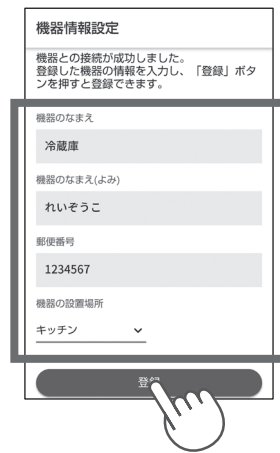 機器情報設定
機器との接続が成功しました。
登録した機器の情報を入力し、「登録」ボタ
ンを押すと登録できます。
機器のなまえ
冷蔵庫
機器のなまえ(よみ)
れいぞうこ
郵便番号
1234567
機器の設置場所
キッチン
登録